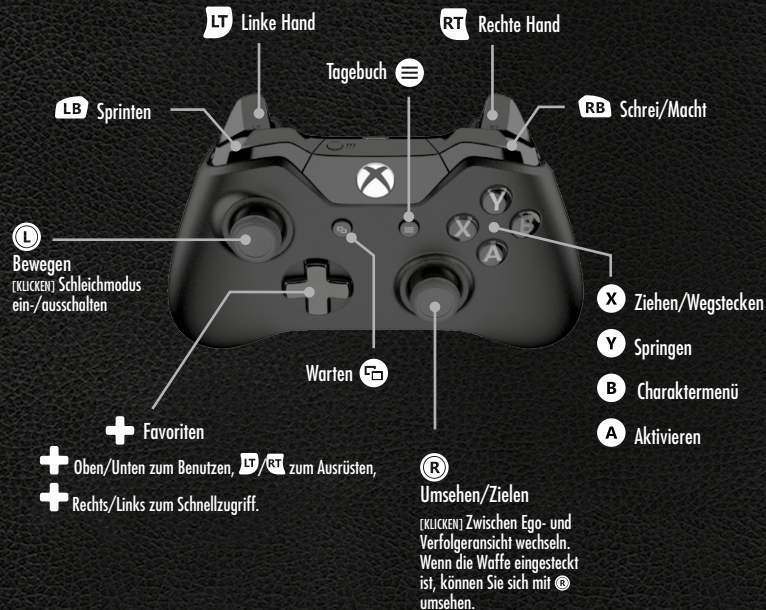 LT Linke Hand
RT Rechte Hand
Tagebuch
LB Sprinten
RB Schrei/Macht
L
Bewegen
[KLICKEN] Schleichmodus
ein-/ausschalten
Y
X B
A
X Ziehen/Wegstecken
Y Springen
B Charaktermenü
A Aktivieren
Warten
Favoriten
Oben/Unten zum Benutzen, LT/RT zum Ausrüsten,
Rechts/Links zum Schnellzugriff.
R
Umsehen/Zielen
[KLICKEN] Zwischen Ego- und
Verfolgeransicht wechseln.
Wenn die Waffe eingesteckt
ist, können Sie sich mit R
umsehen.